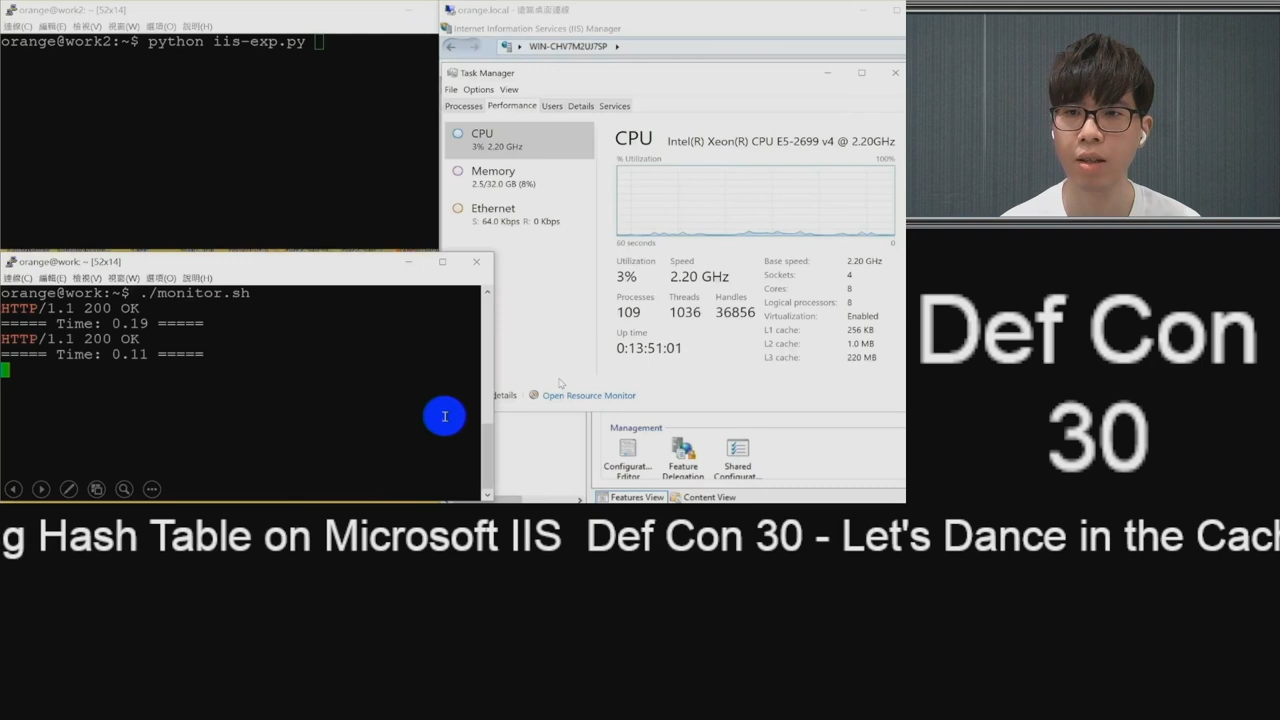 orange@work2: ~ [52x14]
連線(C) 編輯(E) 檢視(V) 視窗(W) 選項(O) 說明(H)
orange@work2:~$ python iis-exp.py
orange@work: ~ [52x14]
連線(C) 編輯(E) 檢視(V) 視窗(W) 選項(O) 說明(H)
orange@work:~$ ./monitor.sh
HTTP/1.1 200 OK
===== Time: 0.19 =====
HTTP/1.1 200 OK
===== Time: 0.11 =====
orange.local - 遠端桌面連線
Internet Information Services (IIS) Manager
WIN-CHV7M2UJ7SP
Task Manager
File Options View
Processes Performance Users Details Services
CPU
3% 2.20 GHz
Memory
2.5/32.0 GB (8%)
Ethernet
S: 64.0 Kbps R: 0 Kbps
CPU Intel(R) Xeon(R) CPU E5-2699 v4 @ 2.20GHz
% Utilization 100%
60 seconds 0
Utilization Speed
3% 2.20 GHz
Processes Threads Handles
109 1036 36856
Up time
0:13:51:01
Base speed: 2.20 GHz
Sockets: 4
Cores: 8
Logical processors: 8
Virtualization: Enabled
L1 cache: 256 KB
L2 cache: 1.0 MB
L3 cache: 220 MB
details Open Resource Monitor
Management
Configurat... Editor
Feature Delegation
Shared Configurat...
Features View Content View
Def Con
30
g Hash Table on Microsoft IIS Def Con 30 - Let's Dance in the Cach